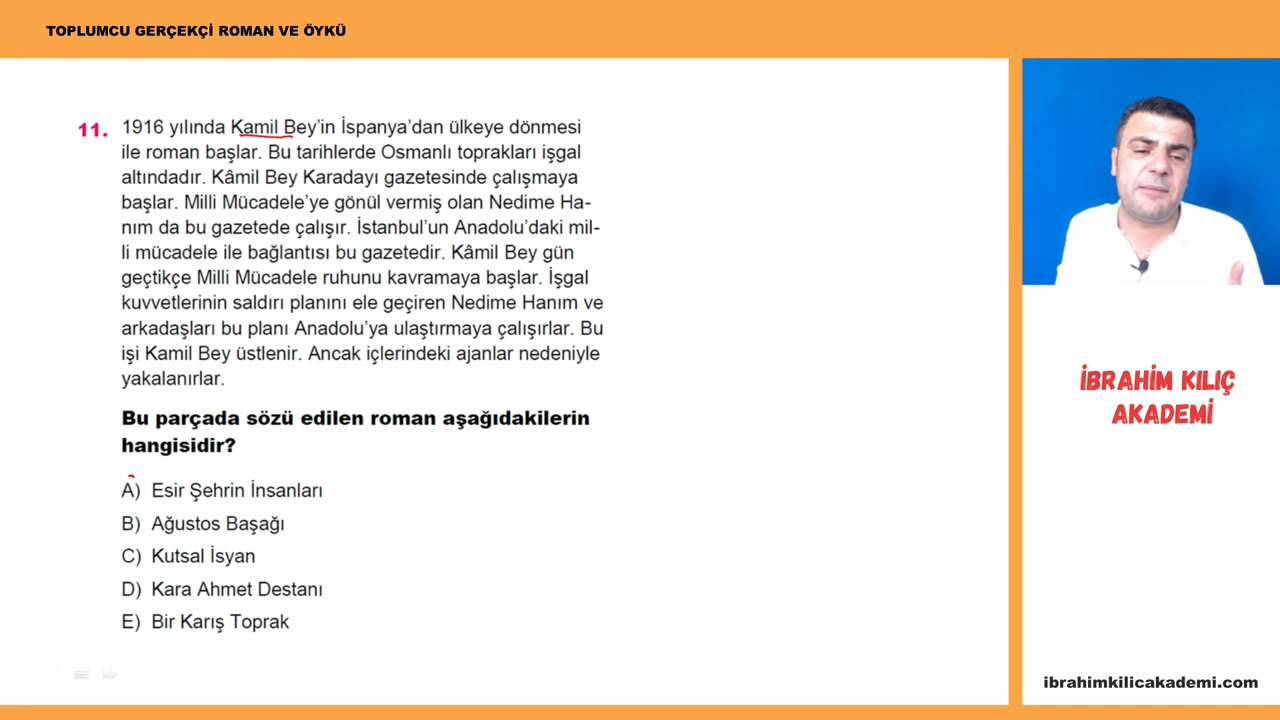 TOPLUMCU GERÇEKÇİ ROMAN VE ÖYKÜ
11. 1916 yılında Kamil Bey’in İspanya’dan ülkeye dönmesi
ile roman başlar. Bu tarihlerde Osmanlı toprakları işgal
altındadır. Kâmil Bey Karadayı gazetesinde çalışmaya
başlar. Milli Mücadele’ye gönül vermiş olan Nedime Ha-
nım da bu gazetede çalışır. İstanbul’un Anadolu’daki mil-
li mücadele ile bağlantısı bu gazetedir. Kâmil Bey gün
geçtikçe Milli Mücadele ruhunu kavramaya başlar. İşgal
kuvvetlerinin saldırı planını ele geçiren Nedime Hanım ve
arkadaşları bu planı Anadolu’ya ulaştırmaya çalışırlar. Bu
işi Kamil Bey üstlenir. Ancak içlerindeki ajanlar nedeniyle
yakalanırlar.
Bu parçada sözü edilen roman aşağıdakilerin
hangisidir?
A) Esir Şehrin İnsanları
B) Ağustos Başağı
C) Kutsal İsyan
D) Kara Ahmet Destanı
E) Bir Karış Toprak
İBRAHİM KILIÇ
AKADEMİ
ibrahimkilicakademi.com